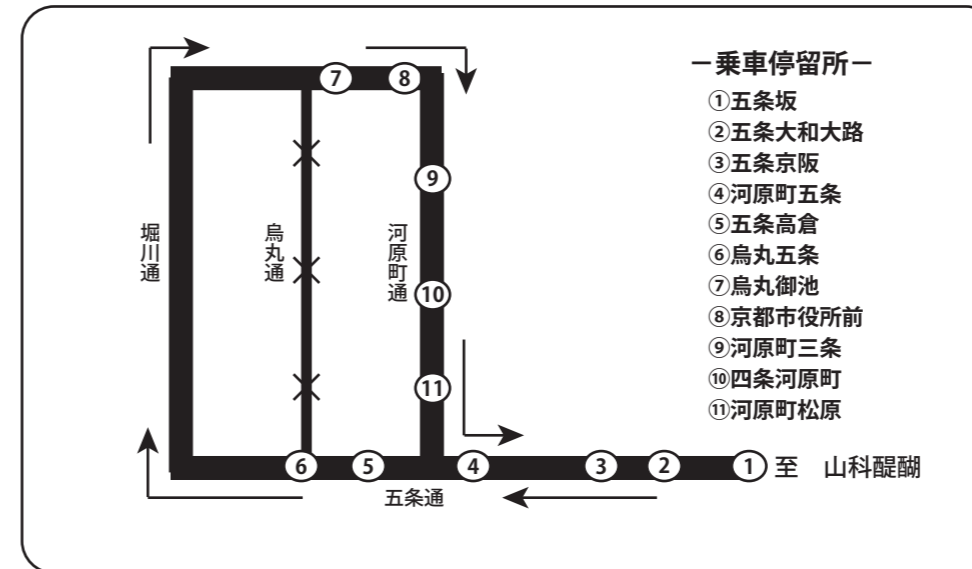 －乗車停留所－
①五条坂
②五条大和大路
③五条京阪
④河原町五条
⑤五条高倉
⑥烏丸五条
⑦烏丸御池
⑧京都市役所前
⑨河原町三条
⑩四条河原町
⑪河原町松原
⑦
⑧
⑨
⑩
⑪
堀川通
烏丸通
河原町通
⑥
⑤
④
③
②
①
至 山科醍醐
五条通